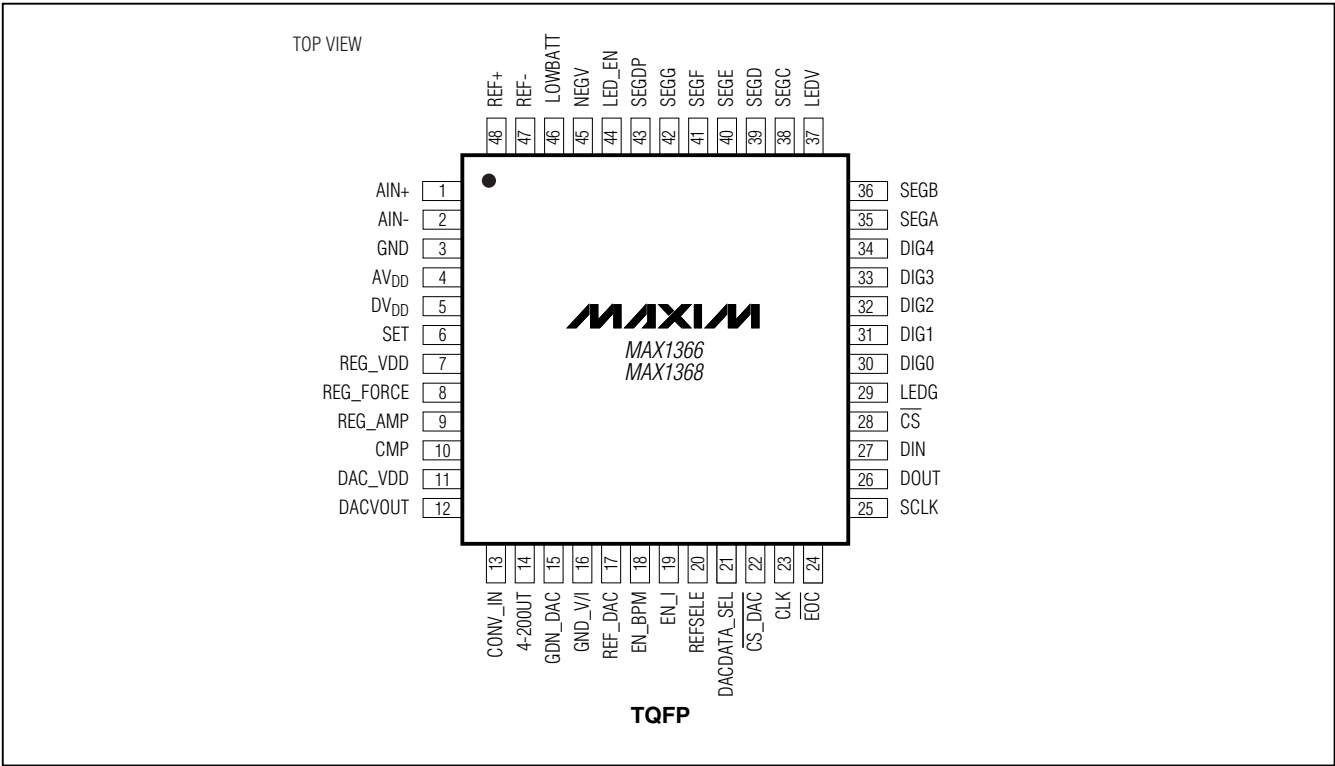 TOP VIEW
REF+
REF-
LOWBATT
NEGV
LED_EN
SEGDP
SEGG
SEGF
SEGE
SEGD
SEGC
LEDV
48
47
46
45
44
43
42
41
40
39
38
37
AIN+ 1
AIN- 2
GND 3
AVDD 4
DVDD 5
SET 6
REG_VDD 7
REG_FORCE 8
REG_AMP 9
CMP 10
DAC_VDD 11
DACVOUT 12
MAXIM
MAX1366
MAX1368
36 SEGB
35 SEGA
34 DIG4
33 DIG3
32 DIG2
31 DIG1
30 DIG0
29 LEDG
28 CS
27 DIN
26 DOUT
25 SCLK
13
14
15
16
17
18
19
20
21
22
23
24
CONV_IN
4-20OUT
GDN_DAC
GND_V/I
REF_DAC
EN_BPM
EN_I
REFSELE
DACDATA_SEL
CS_DAC
CLK
EOC
TQFP